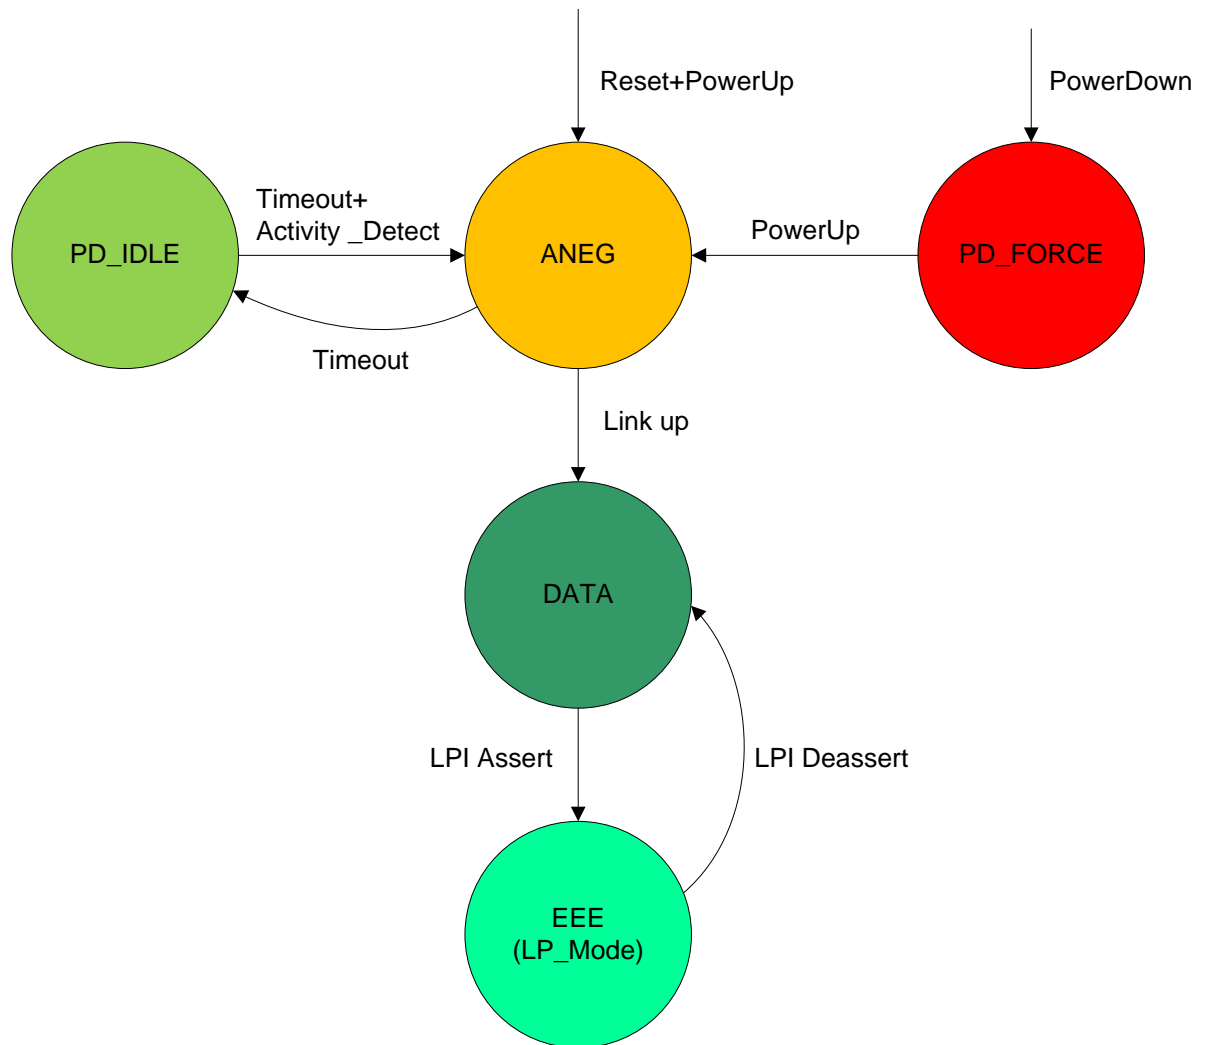 Reset+PowerUp
PowerDown
Timeout+
Activity _Detect
PowerUp
PD_IDLE
ANEG
PD_FORCE
Timeout
Link up
DATA
LPI Assert
LPI Deassert
EEE
(LP_Mode)